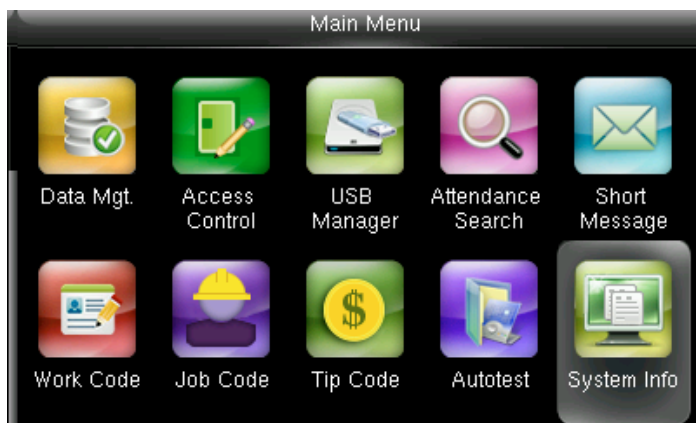 Main Menu
Data Mgt.
Access
Control
USB
Manager
Attendance
Search
Short
Message
Work Code
Job Code
$
Tip Code
Autotest
System Info